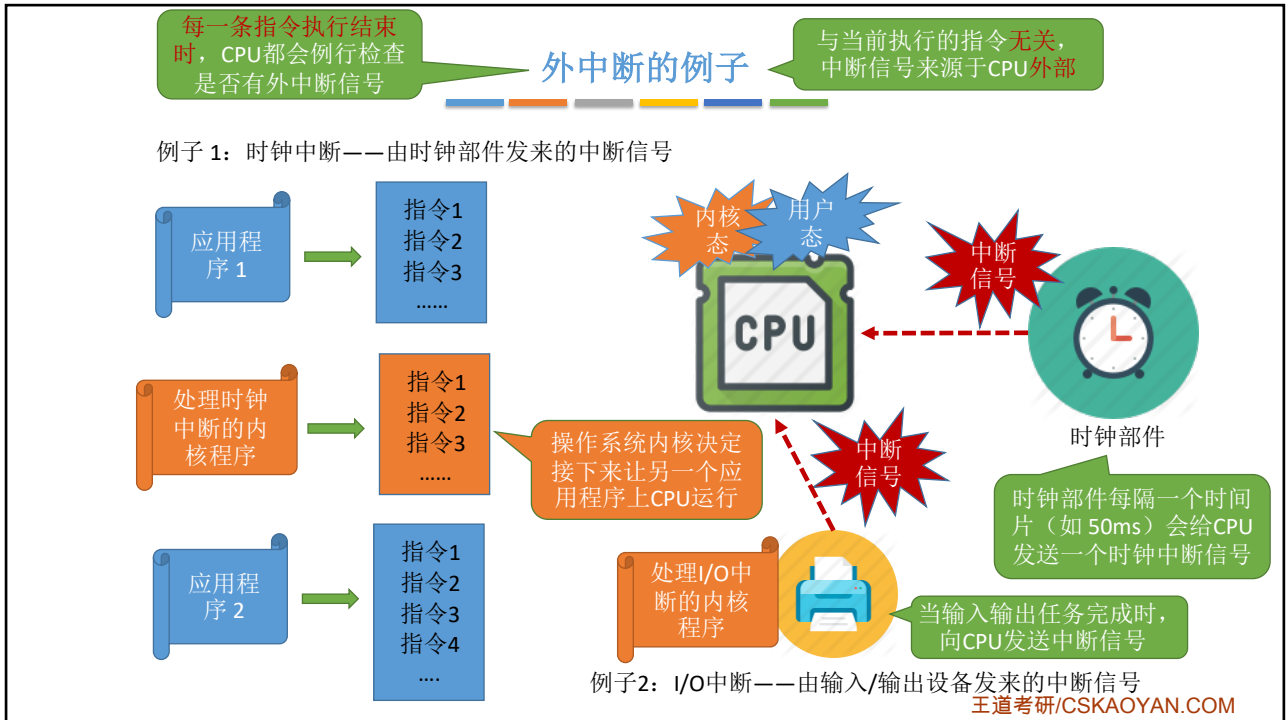 每一条指令执行结束
时，CPU都会例行检查
是否有外中断信号
外中断的例子
与当前执行的指令无关，
中断信号来源于CPU外部
例子 1：时钟中断——由时钟部件发来的中断信号
应用程
序 1
指令1
指令2
指令3
......
内核
态
用户
态
CPU
中断
信号
时钟部件
处理时钟
中断的内
核程序
指令1
指令2
指令3
......
操作系统内核决定
接下来让另一个应
用程序上CPU运行
中断
信号
时钟部件每隔一个时间
片（如 50ms）会给CPU
发送一个时钟中断信号
应用程
序 2
指令1
指令2
指令3
指令4
....
处理I/O中
断的内核
程序
当输入输出任务完成时，
向CPU发送中断信号
例子2：I/O中断——由输入/输出设备发来的中断信号
王道考研/CSKAOYAN.COM